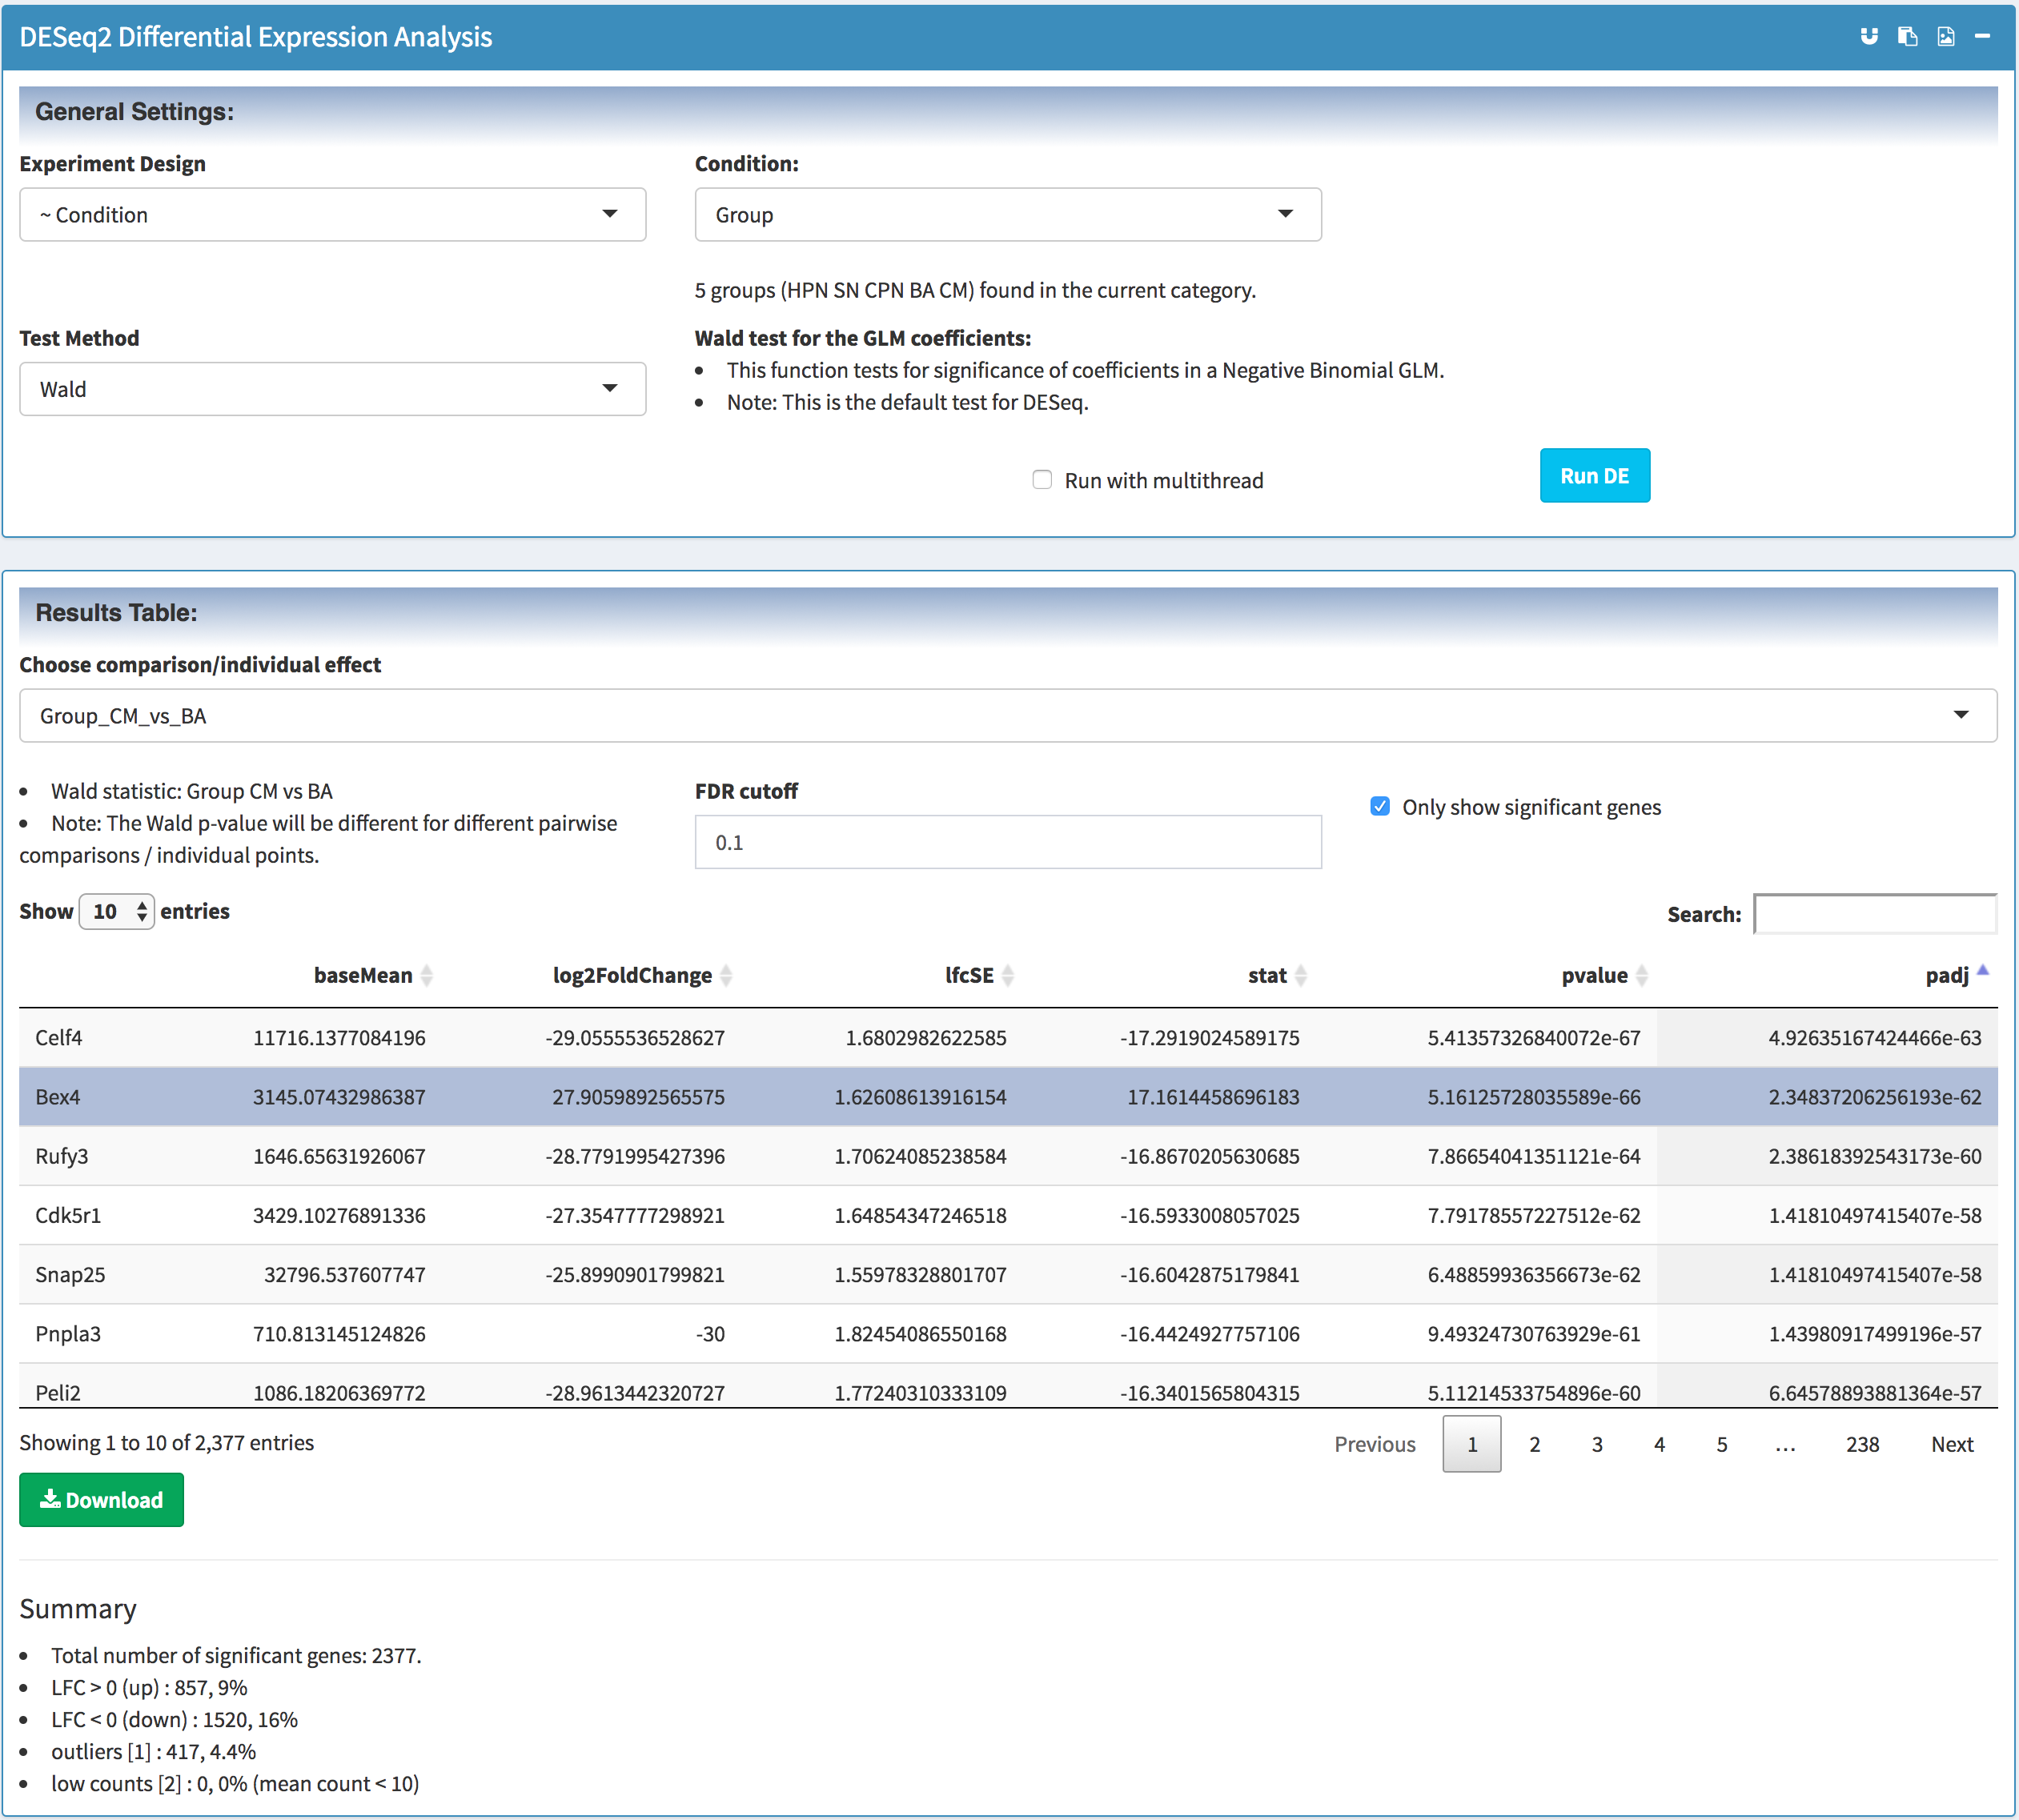 DESeq2 Differential Expression Analysis
General Settings:
Experiment Design
Condition:
~ Condition
Group
5 groups (HPN SN CPN BA CM) found in the current category.
Test Method
Wald test for the GLM coefficients:
Wald
• This function tests for significance of coefficients in a Negative Binomial GLM.
• Note: This is the default test for DESeq.
Run with multithread
Run DE
Results Table:
Choose comparison/individual effect
Group_CM_vs_BA
• Wald statistic: Group CM vs BA
• Note: The Wald p-value will be different for different pairwise
comparisons / individual points.
FDR cutoff
0.1
Only show significant genes
Show 10 entries
Search:
baseMean log2FoldChange lfcSE stat pvalue padj
Celf4 11716.1377084196 -29.0555536528627 1.6802982622585 -17.2919024589175 5.41357326840072e-67 4.92635167424466e-63
Bex4 3145.07432986387 27.9059892565575 1.62608613916154 17.1614458696183 5.16125728035589e-66 2.34837206256193e-62
Rufy3 1646.65631926067 -28.7791995427396 1.70624085238584 -16.8670205630685 7.86654041351121e-64 2.38618392543173e-60
Cdk5r1 3429.10276891336 -27.3547777298921 1.64854347246518 -16.5933008057025 7.79178557227512e-62 1.41810497415407e-58
Snap25 32796.537607747 -25.8990901799821 1.55978328801707 -16.6042875179841 6.48859936356673e-62 1.41810497415407e-58
Pnpla3 710.813145124826 -30 1.82454086550168 -16.4424927757106 9.49324730763929e-61 1.43980917499196e-57
Peli2 1086.18206369772 -28.9613442320727 1.77240310333109 -16.3401565804315 5.11214533754896e-60 6.64578893881364e-57
Showing 1 to 10 of 2,377 entries
Previous 1 2 3 4 5 … 238 Next
Download
Summary
• Total number of significant genes: 2377.
• LFC > 0 (up) : 857, 9%
• LFC < 0 (down) : 1520, 16%
• outliers [1] : 417, 4.4%
• low counts [2] : 0, 0% (mean count < 10)